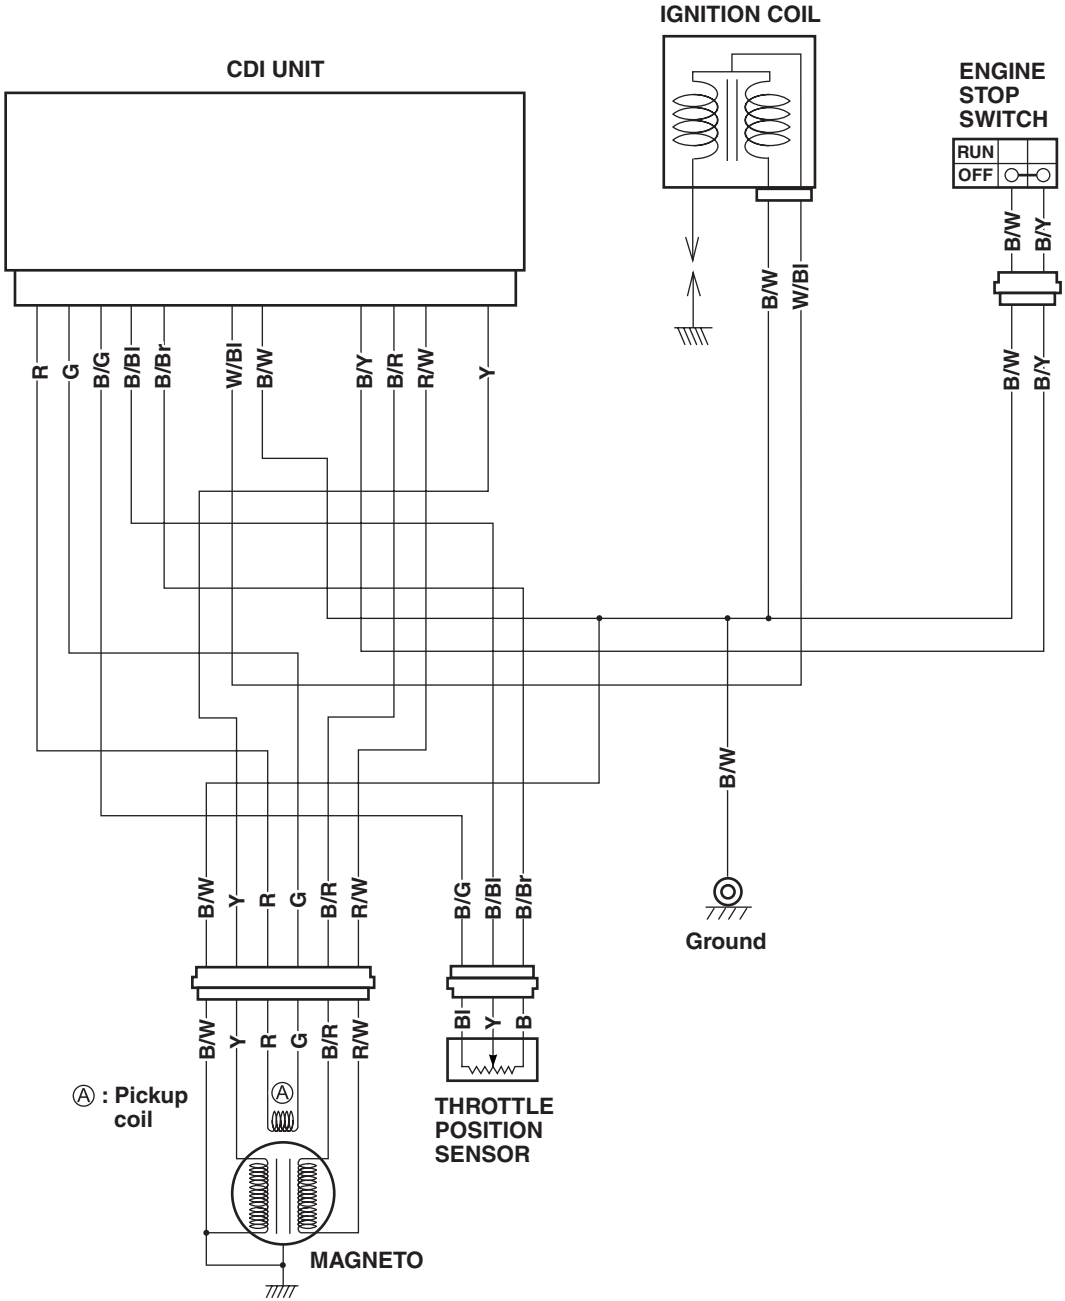 IGNITION COIL
CDI UNIT
ENGINE
STOP
SWITCH
RUN
OFF
B/W
B/Y
B/W
W/Bl
R
G
B/G
B/Bl
B/Br
W/Bl
B/W
B/Y
B/R
R/W
Y
B/W
B/Y
B/W
B/W
Y
R
G
B/R
R/W
B/G
B/Bl
B/Br
Ground
B/W
Y
R
G
B/R
R/W
Bl
Y
B
Ⓐ : Pickup
coil
Ⓐ
THROTTLE
POSITION
SENSOR
MAGNETO